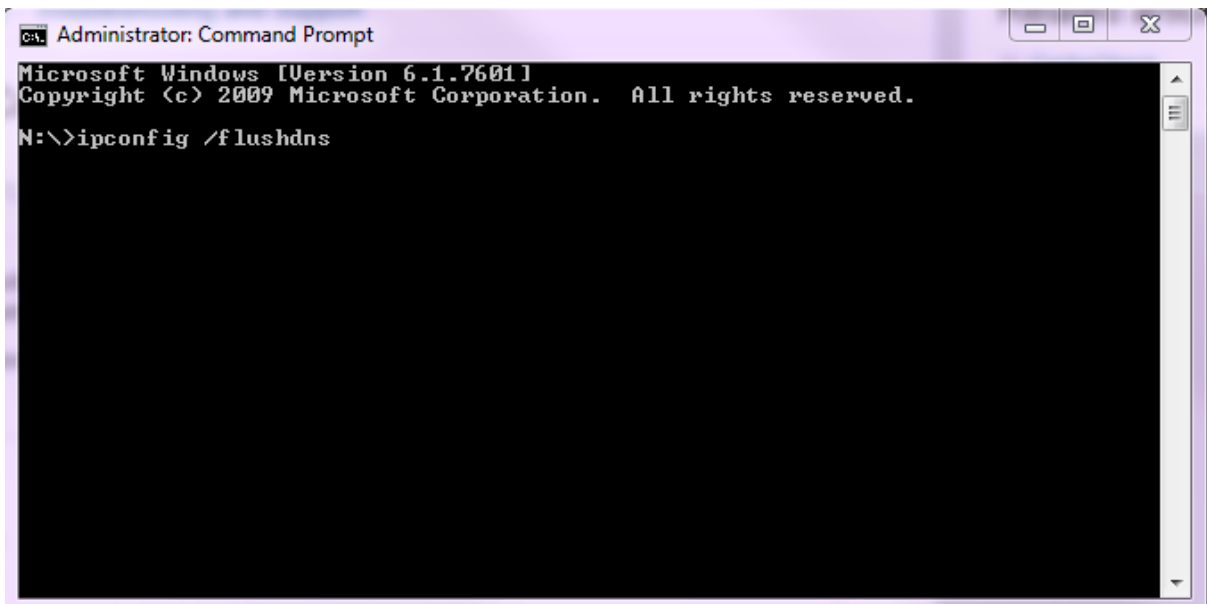 Administrator: Command Prompt
Microsoft Windows [Version 6.1.7601]
Copyright (c) 2009 Microsoft Corporation.  All rights reserved.
N:\>ipconfig /flushdns